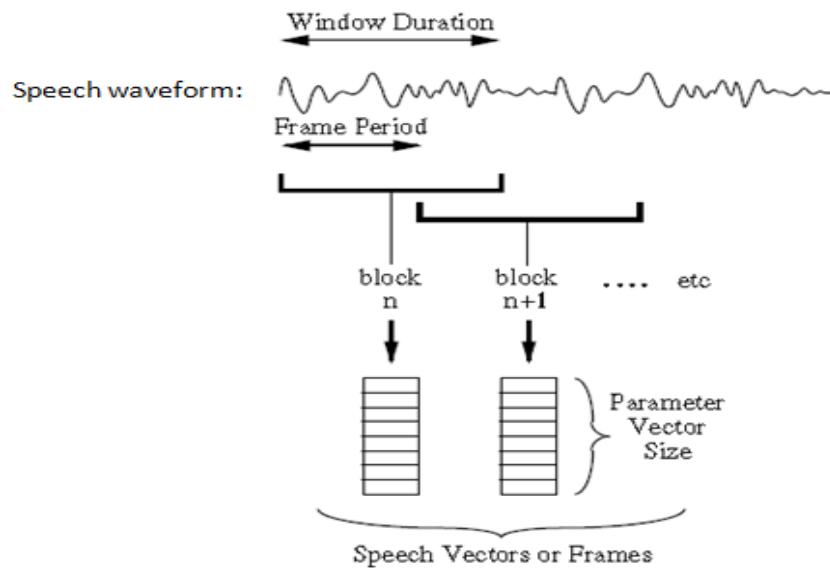 Window Duration
Speech waveform:
Frame Period
block
n
block
n+1
.... etc
Parameter
Vector
Size
Speech Vectors or Frames